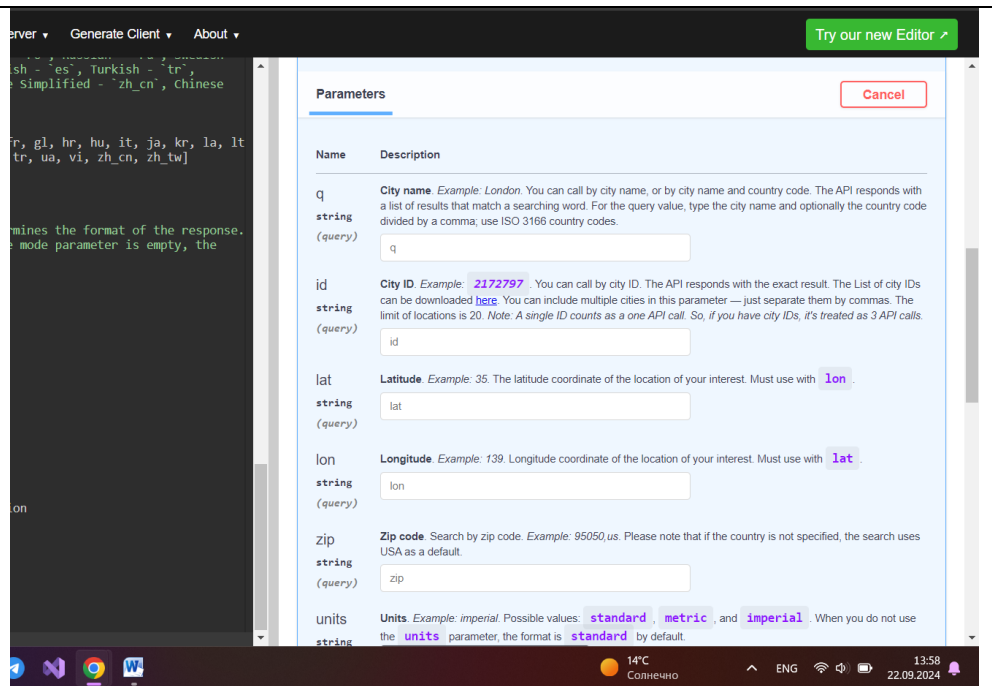 erver ▾ Generate Client ▾ About ▾ Try our new Editor ↗
ish - `es`, Turkish - `tr`,
e Simplified - `zh_cn`, Chinese
fr, gl, hr, hu, it, ja, kr, la, lt
tr, ua, vi, zh_cn, zh_tw]
rmines the format of the response.
e mode parameter is empty, the
ion
Parameters Cancel
Name Description
q
string
(query)
City name. Example: London. You can call by city name, or by city name and country code. The API responds with
a list of results that match a searching word. For the query value, type the city name and optionally the country code
divided by a comma; use ISO 3166 country codes.
q
id
string
(query)
City ID. Example: 2172797. You can call by city ID. The API responds with the exact result. The List of city IDs
can be downloaded here. You can include multiple cities in this parameter — just separate them by commas. The
limit of locations is 20. Note: A single ID counts as a one API call. So, if you have city IDs, it's treated as 3 API calls.
id
lat
string
(query)
Latitude. Example: 35. The latitude coordinate of the location of your interest. Must use with lon.
lat
lon
string
(query)
Longitude. Example: 139. Longitude coordinate of the location of your interest. Must use with lat.
lon
zip
string
(query)
Zip code. Search by zip code. Example: 95050,us. Please note that if the country is not specified, the search uses
USA as a default.
zip
units
string
Units. Example: imperial. Possible values: standard, metric, and imperial. When you do not use
the units parameter, the format is standard by default.
14°C
Солнечно
ENG
13:58
22.09.2024